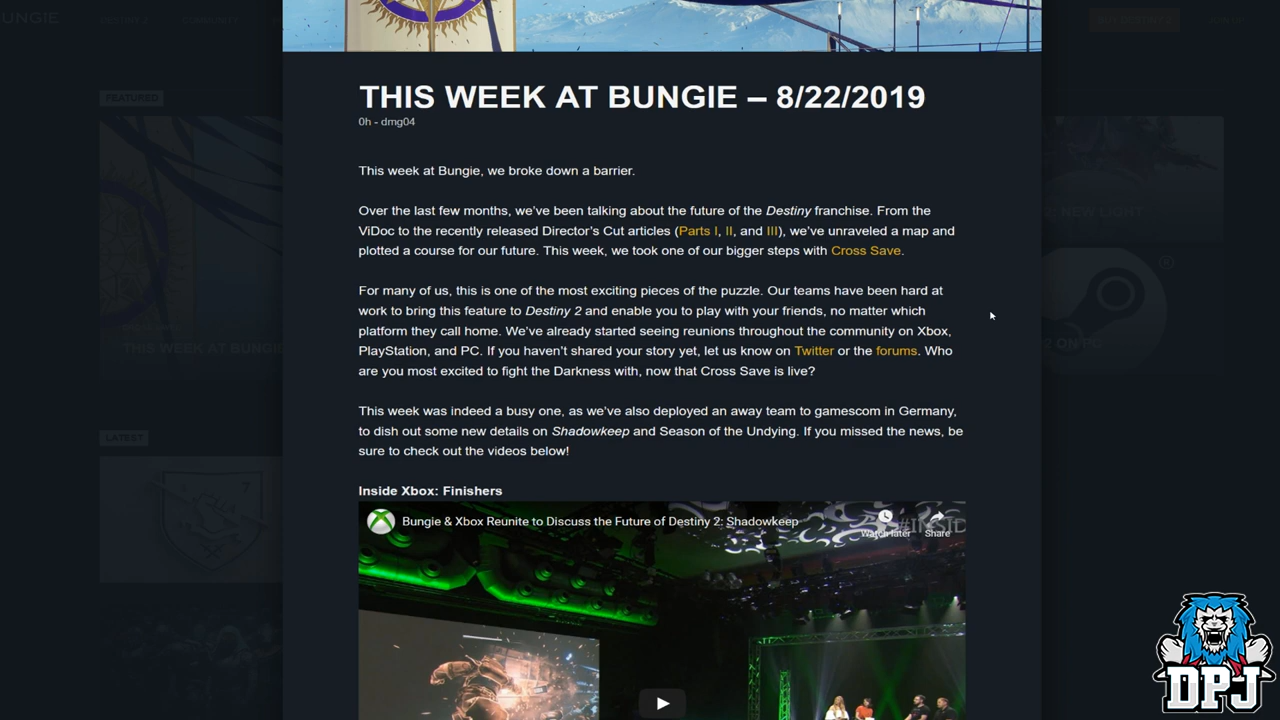 UNGIE
FEATURED
THIS WEEK AT BUNGIE
LATEST
THIS WEEK AT BUNGIE – 8/22/2019
0h - dmg04
This week at Bungie, we broke down a barrier.
Over the last few months, we've been talking about the future of the Destiny franchise. From the
ViDoc to the recently released Director's Cut articles (Parts I, II, and III), we've unraveled a map and
plotted a course for our future. This week, we took one of our bigger steps with Cross Save.
For many of us, this is one of the most exciting pieces of the puzzle. Our teams have been hard at
work to bring this feature to Destiny 2 and enable you to play with your friends, no matter which
platform they call home. We've already started seeing reunions throughout the community on Xbox,
PlayStation, and PC. If you haven't shared your story yet, let us know on Twitter or the forums. Who
are you most excited to fight the Darkness with, now that Cross Save is live?
This week was indeed a busy one, as we've also deployed an away team to gamescom in Germany,
to dish out some new details on Shadowkeep and Season of the Undying. If you missed the news, be
sure to check out the videos below!
Inside Xbox: Finishers
Bungie & Xbox Reunite to Discuss the Future of Destiny 2: Shadowkeep
Watch later
Share
#INSID
2: NEW LIGHT
ON PC
DPJ